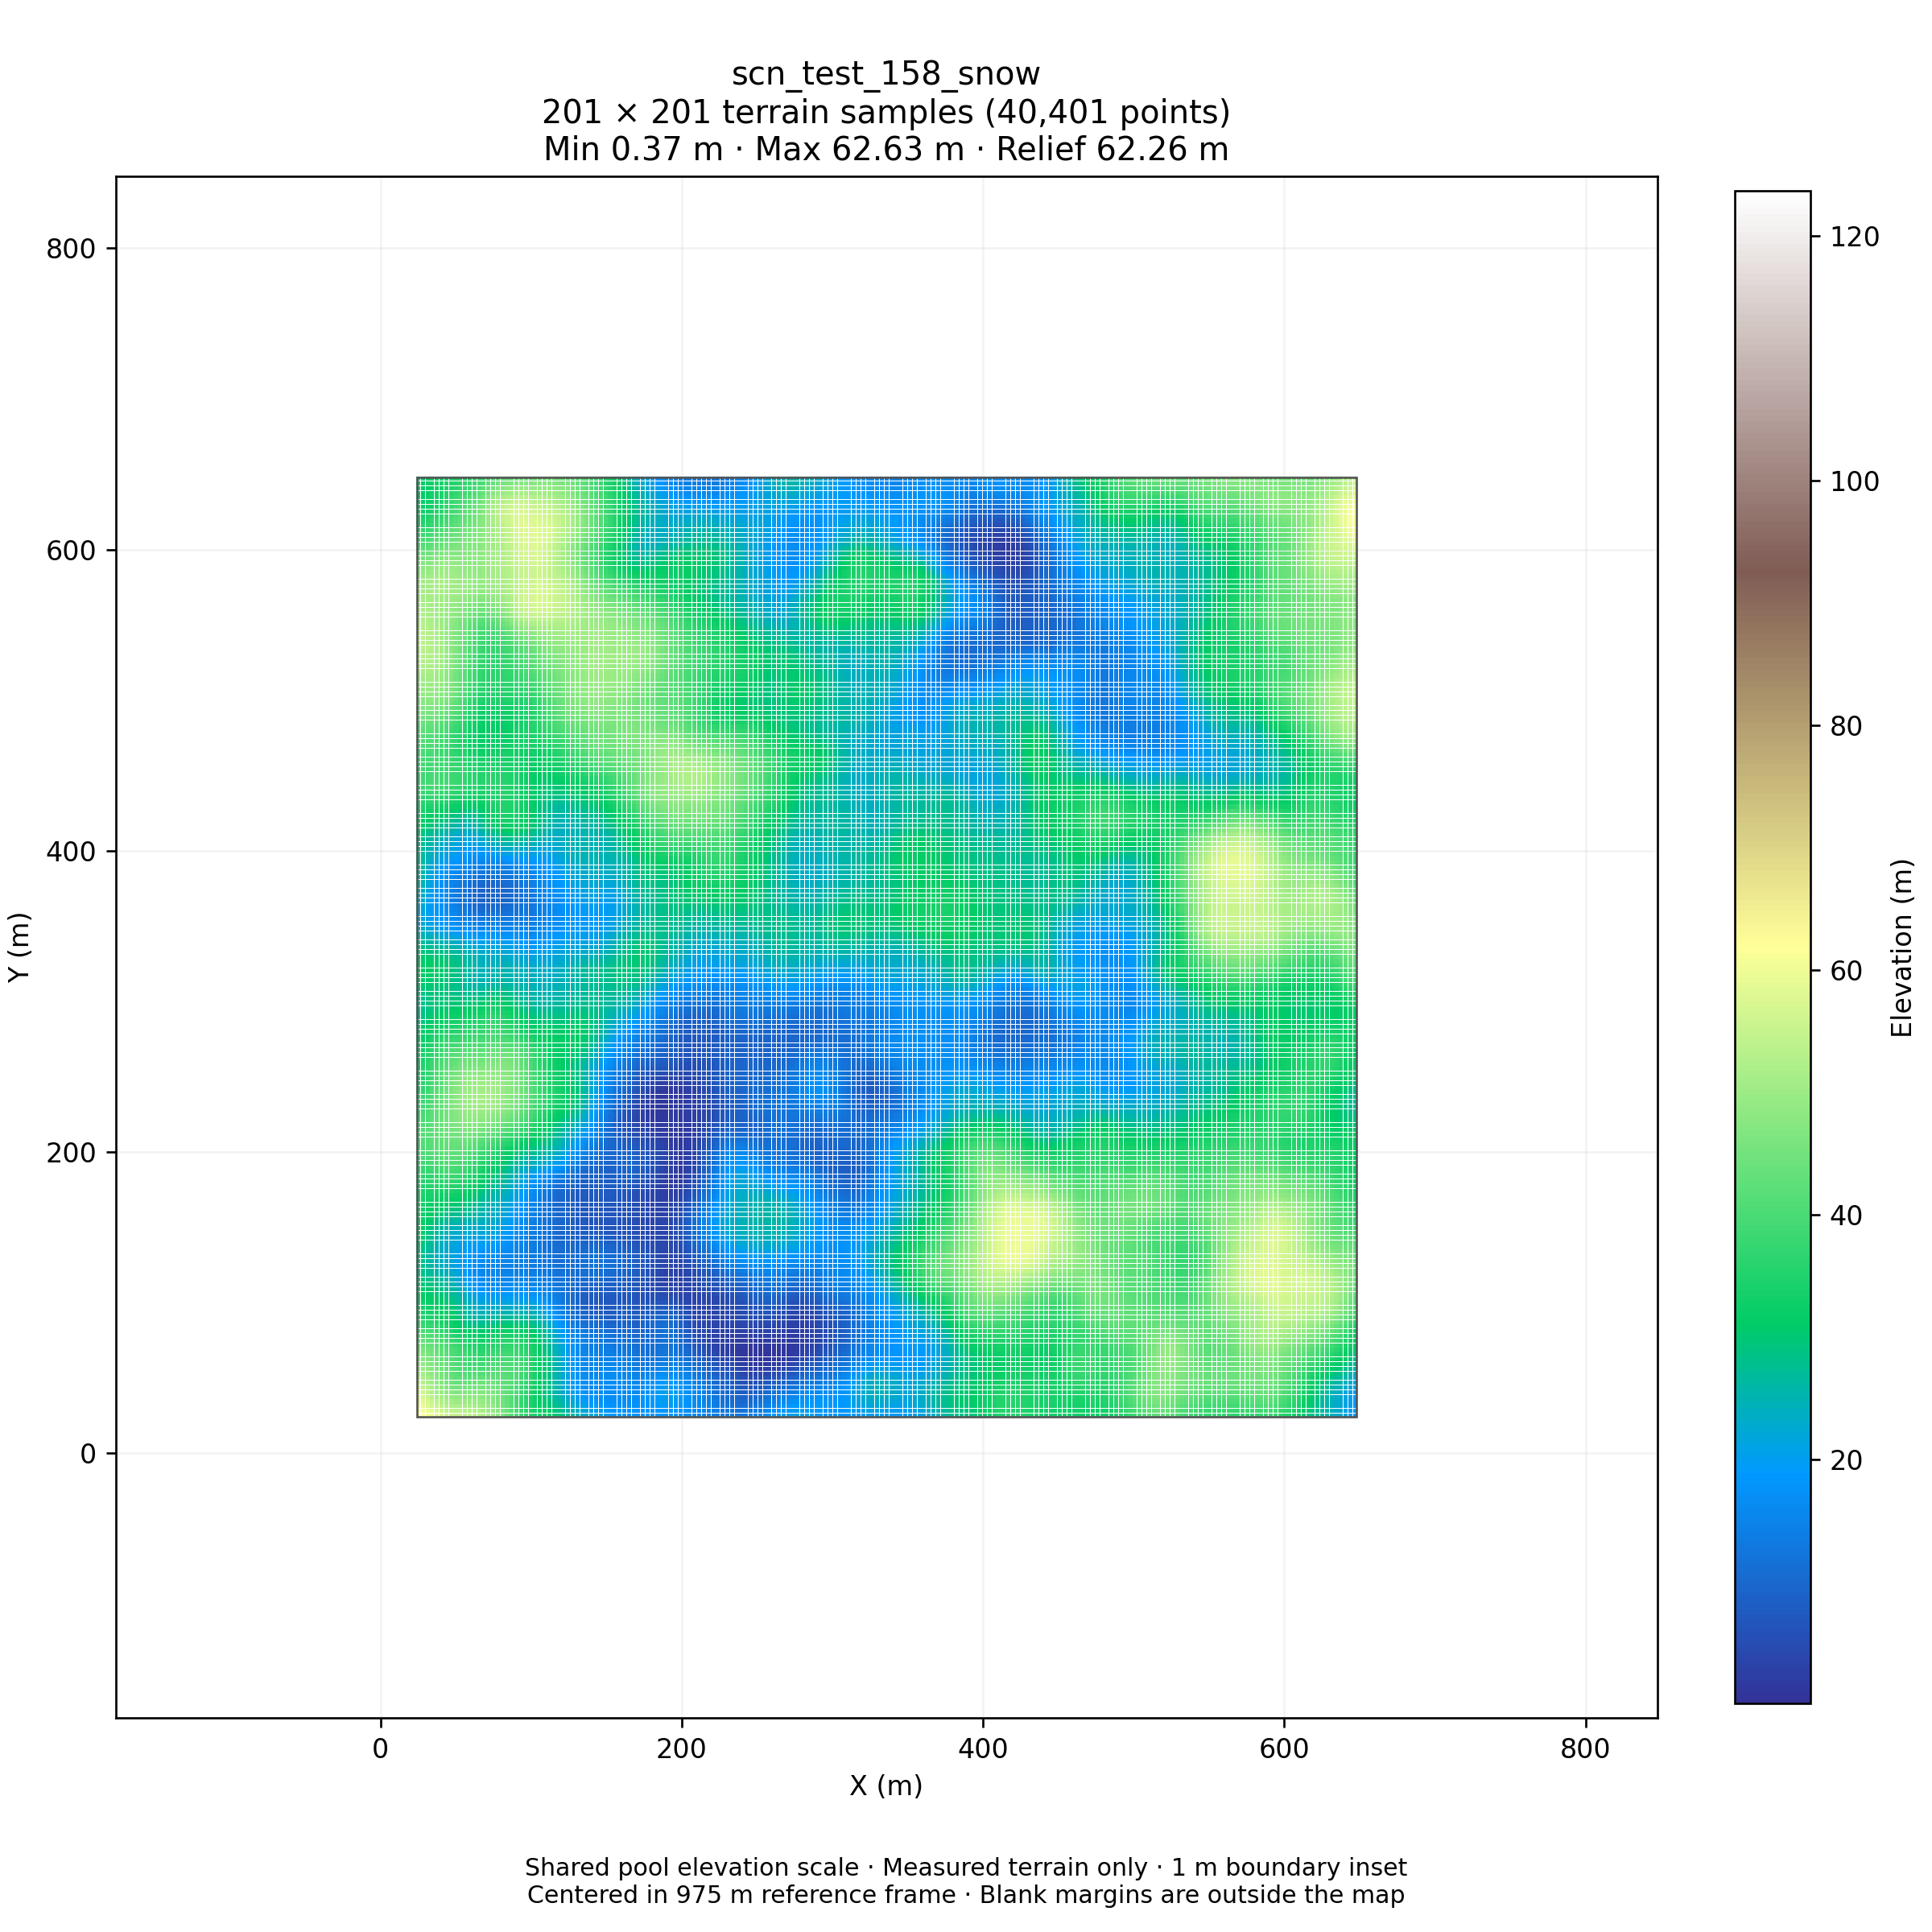 scn_test_158_snow
201 × 201 terrain samples (40,401 points)
Min 0.37 m · Max 62.63 m · Relief 62.26 m
800
600
400
200
0
Y (m)
0
200
400
600
800
X (m)
120
100
80
60
40
20
Elevation (m)
Shared pool elevation scale · Measured terrain only · 1 m boundary inset
Centered in 975 m reference frame · Blank margins are outside the map